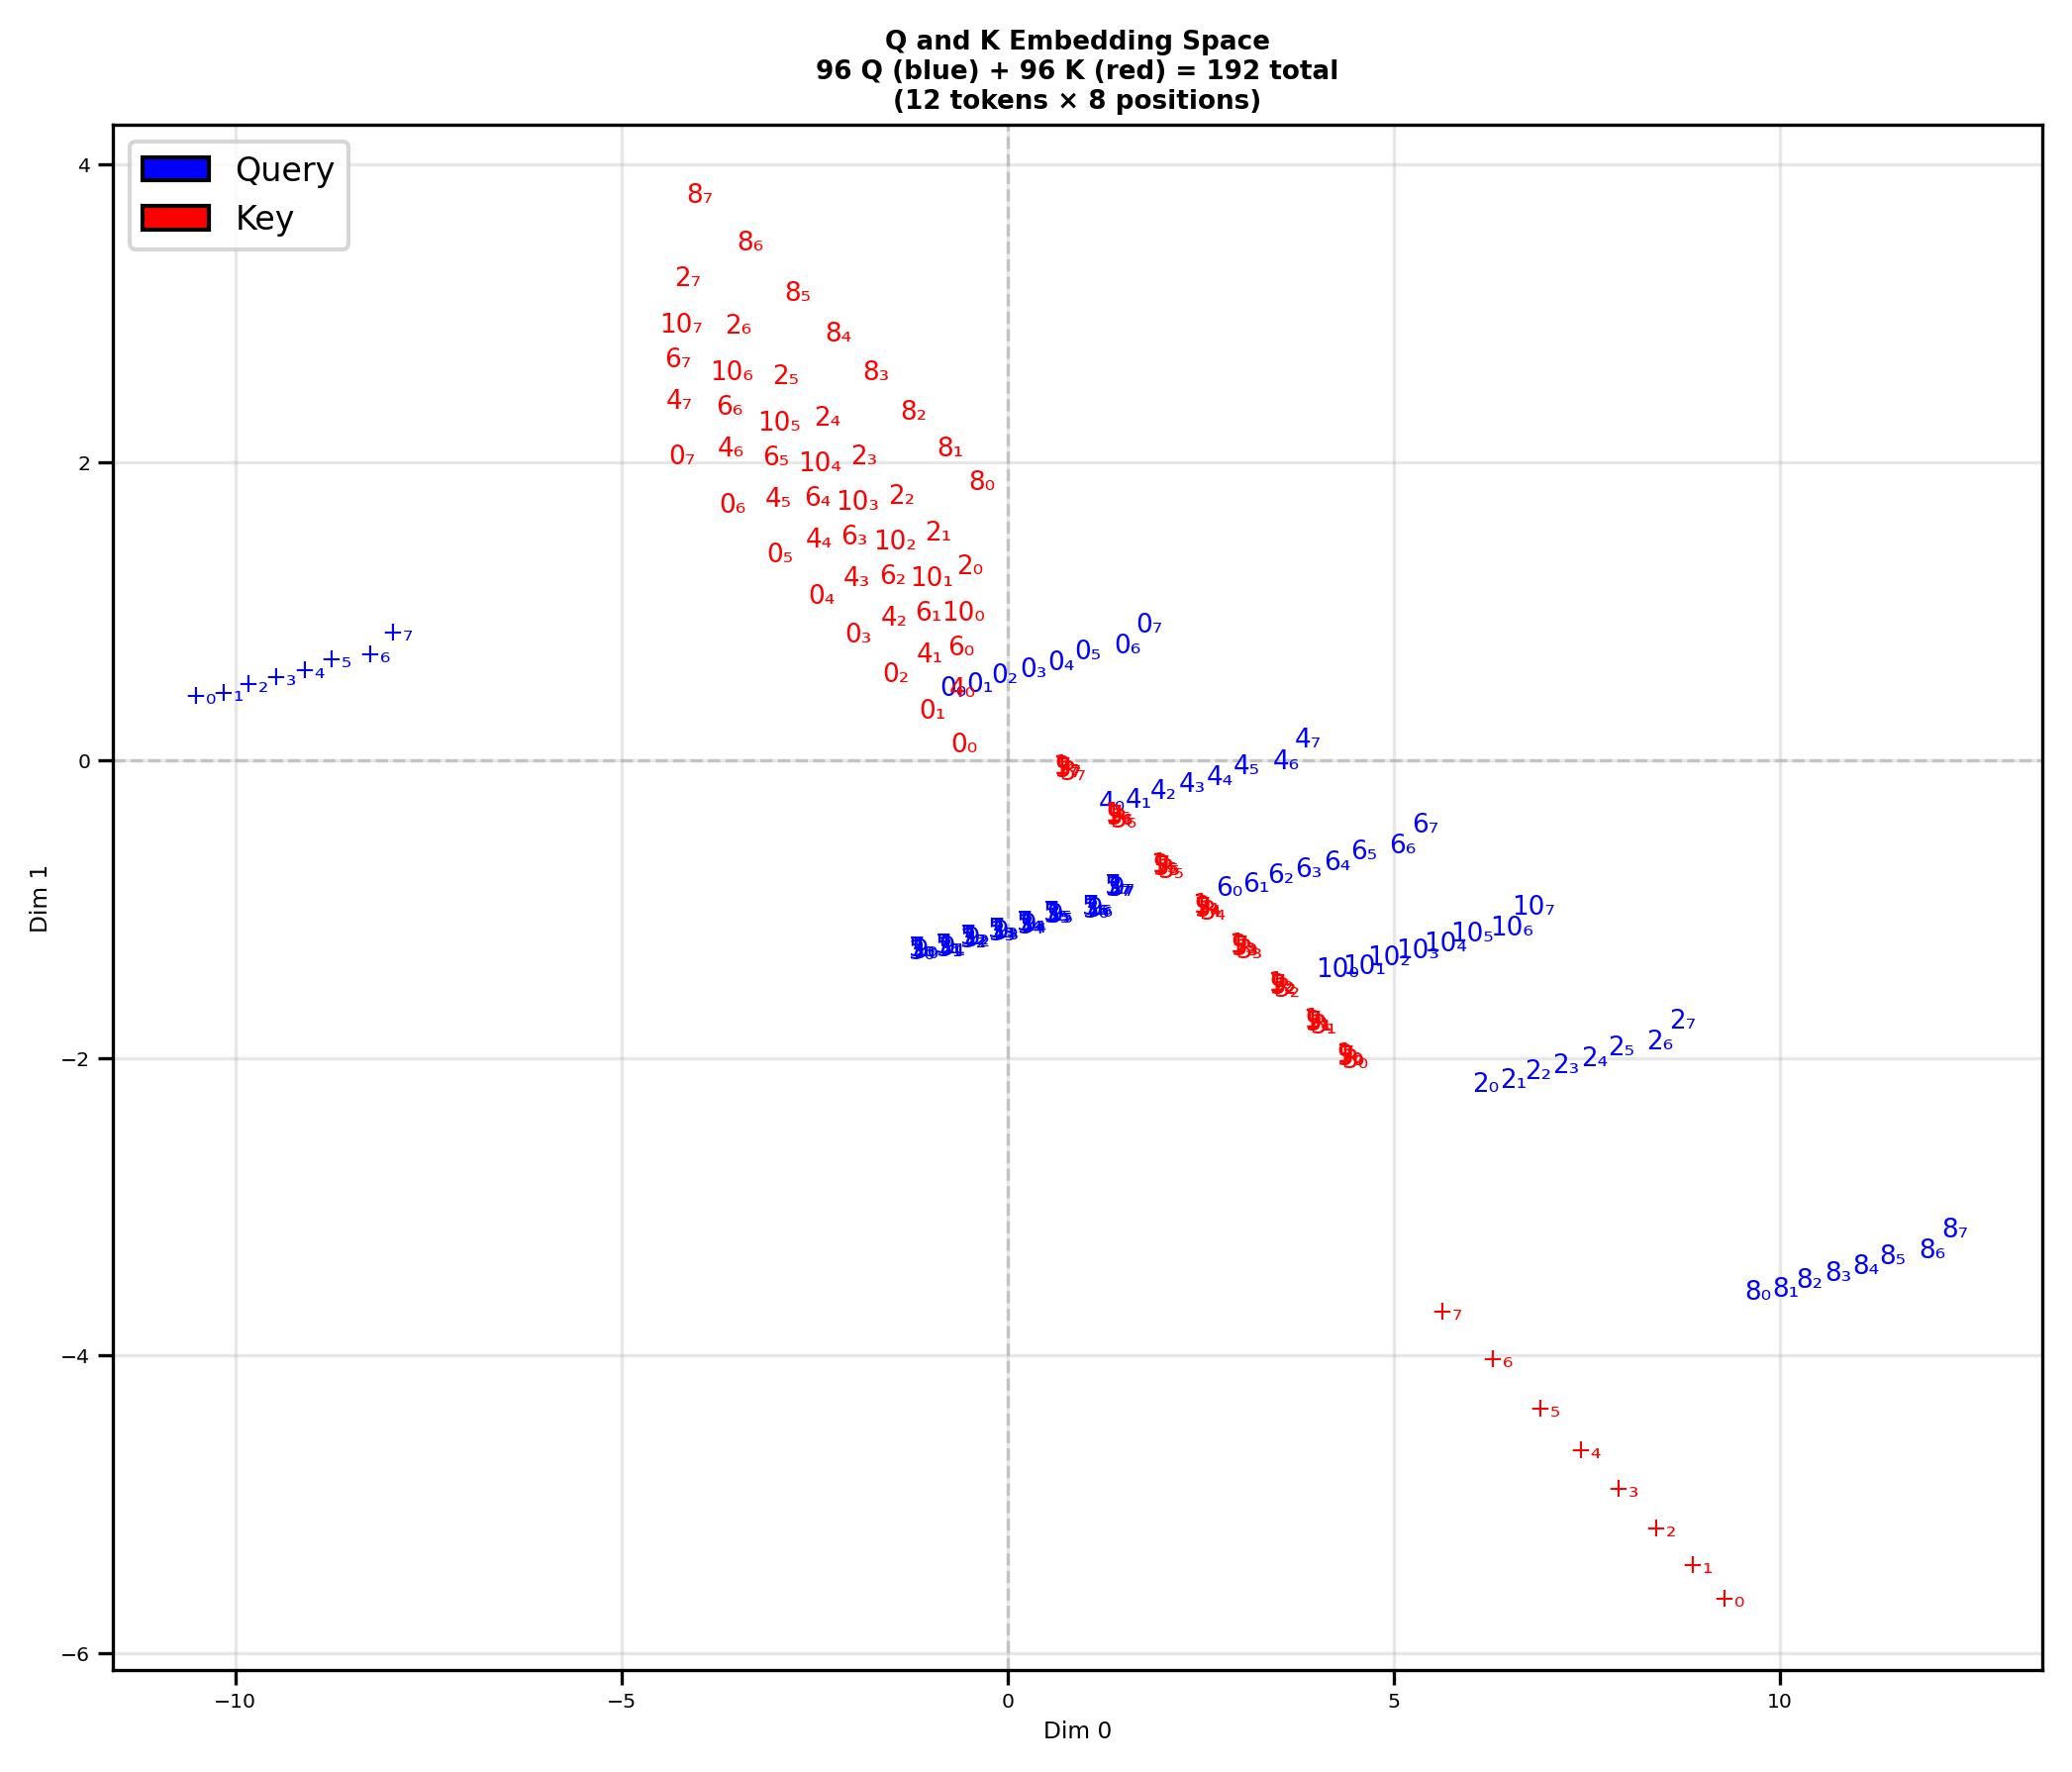 Q and K Embedding Space
96 Q (blue) + 96 K (red) = 192 total
(12 tokens × 8 positions)
Query
Key
4
2
0
−2
−4
−6
−10
−5
0
5
10
Dim 0
Dim 1
8₇
8₆
2₇
8₅
10₇ 2₆
8₄
6₇
10₆ 2₅ 8₃
4₇ 6₆ 10₅ 2₄ 8₂
0₇ 4₆ 6₅ 10₄ 2₃ 8₁
8₀
0₆ 4₅ 6₄ 10₃ 2₂
0₅ 4₄ 6₃ 10₂ 2₁
0₄ 4₃ 6₂ 10₁ 2₀
0₃ 4₂ 6₁ 10₀
0₂ 4₁ 6₀
0₁ 4₀
0₀
+₀ +₁ +₂ +₃ +₄ +₅ +₆ +₇
0₀ 0₁ 0₂ 0₃ 0₄ 0₅ 0₆ 0₇
4₀ 4₁ 4₂ 4₃ 4₄ 4₅ 4₆ 4₇
6₀ 6₁ 6₂ 6₃ 6₄ 6₅ 6₆ 6₇
10₀ 10₁ 10₂ 10₃ 10₄ 10₅ 10₆ 10₇
2₀ 2₁ 2₂ 2₃ 2₄ 2₅ 2₆ 2₇
8₀ 8₁ 8₂ 8₃ 8₄ 8₅ 8₆ 8₇
+₇
+₆
+₅
+₄
+₃
+₂
+₁
+₀